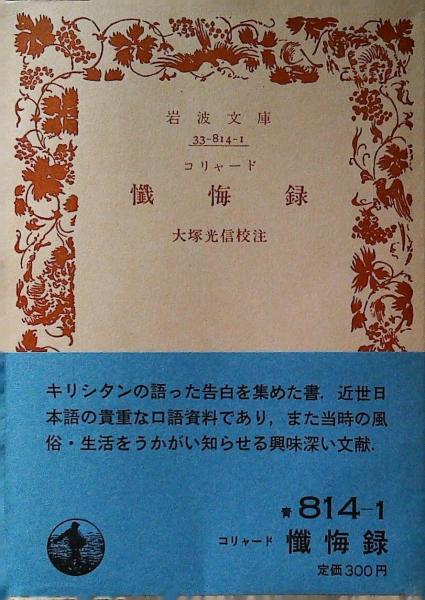 岩波文庫
33-814-1
コリャード
懺悔録
大塚光信校注
キリシタンの語った告白を集めた書. 近世日
本語の貴重な口語資料であり, また当時の風
俗・生活をうかがい知らせる興味深い文献.
青 814-1
コリャード 懺悔録
定価300円